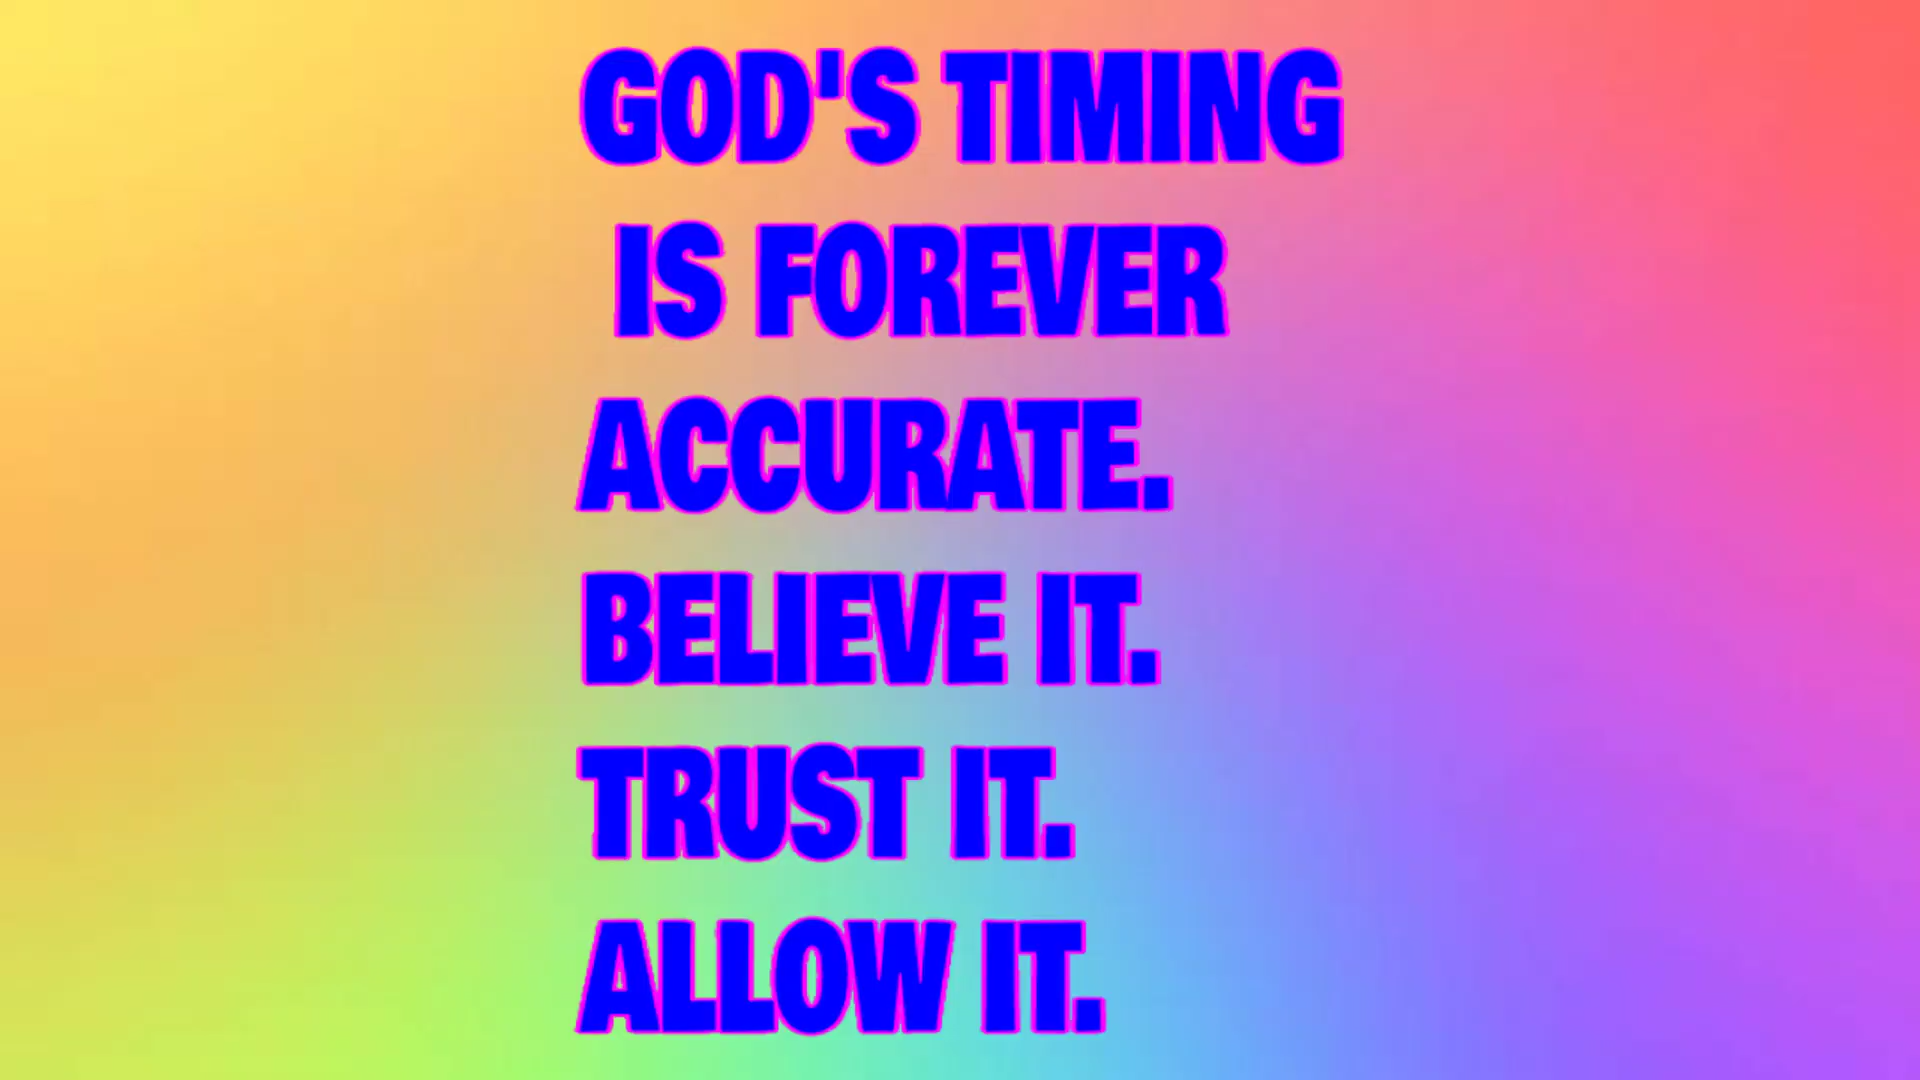 GOD'S TIMING
IS FOREVER
ACCURATE.
BELIEVE IT.
TRUST IT.
ALLOW IT.